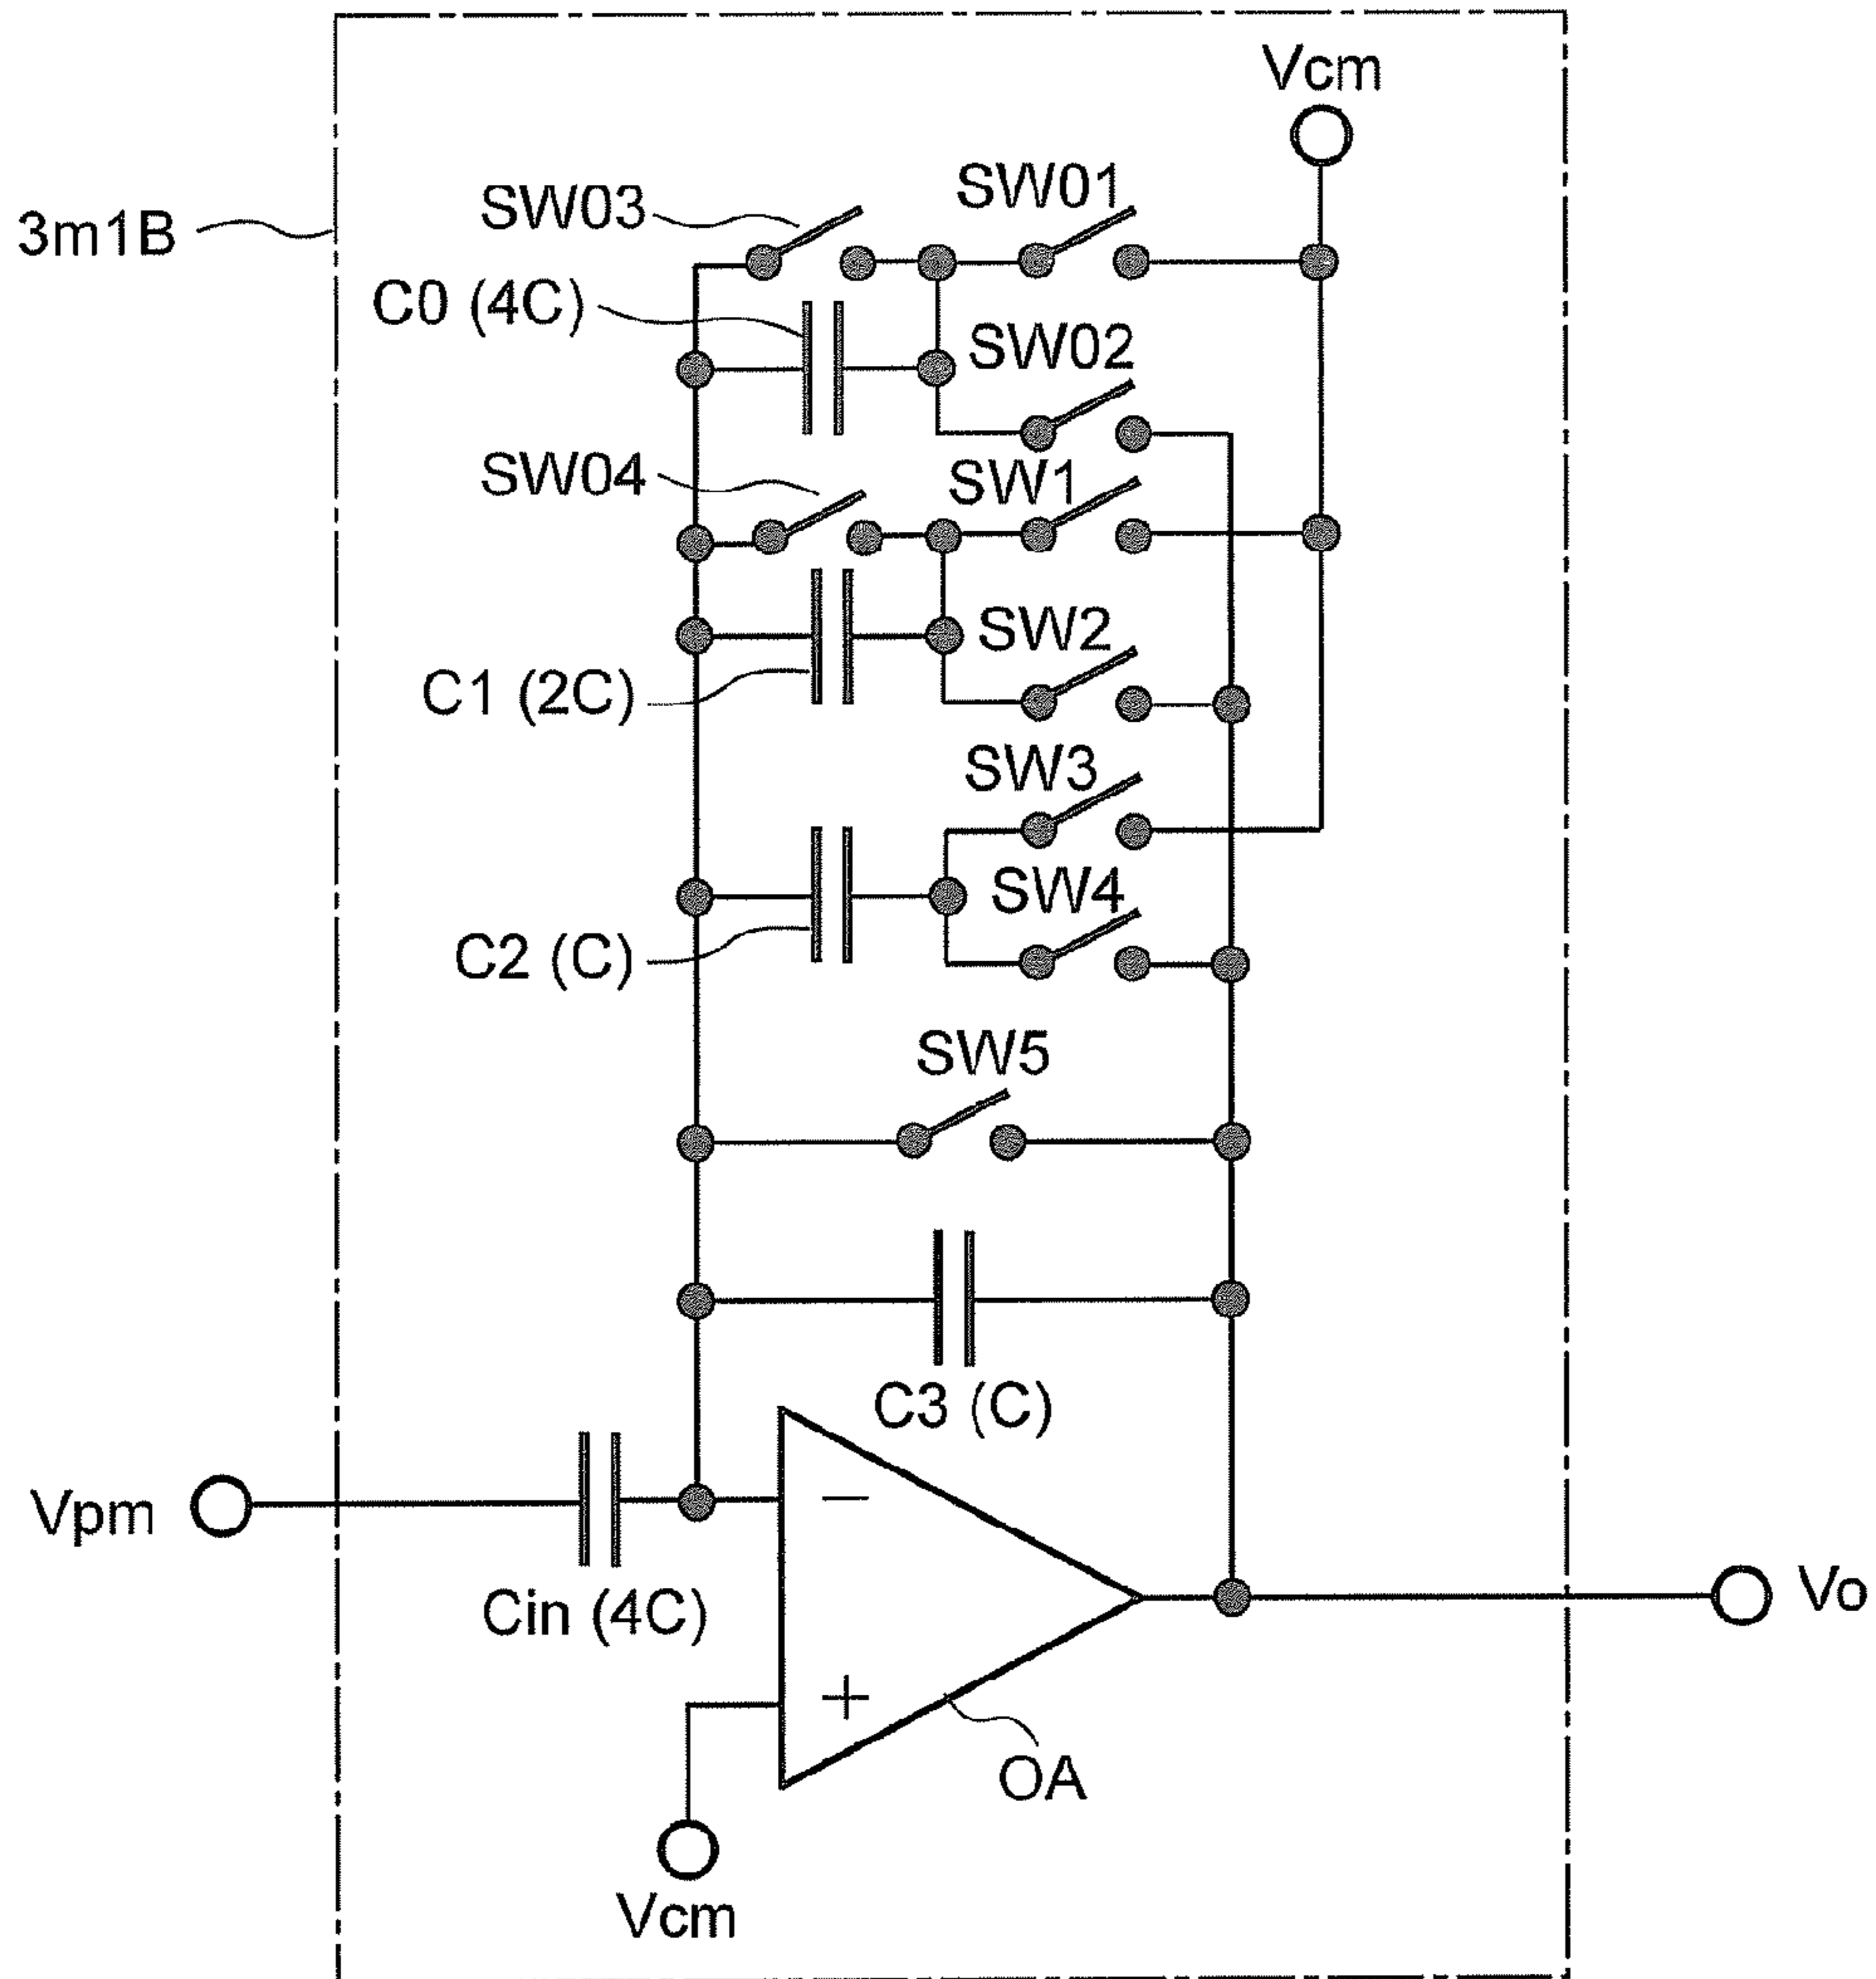 Vcm
SW03
SW01
3m1B
C0 (4C)
SW02
SW04
SW1
SW2
C1 (2C)
SW3
SW4
C2 (C)
SW5
C3 (C)
Vpm
−
Cin (4C)
Vo
+
OA
Vcm